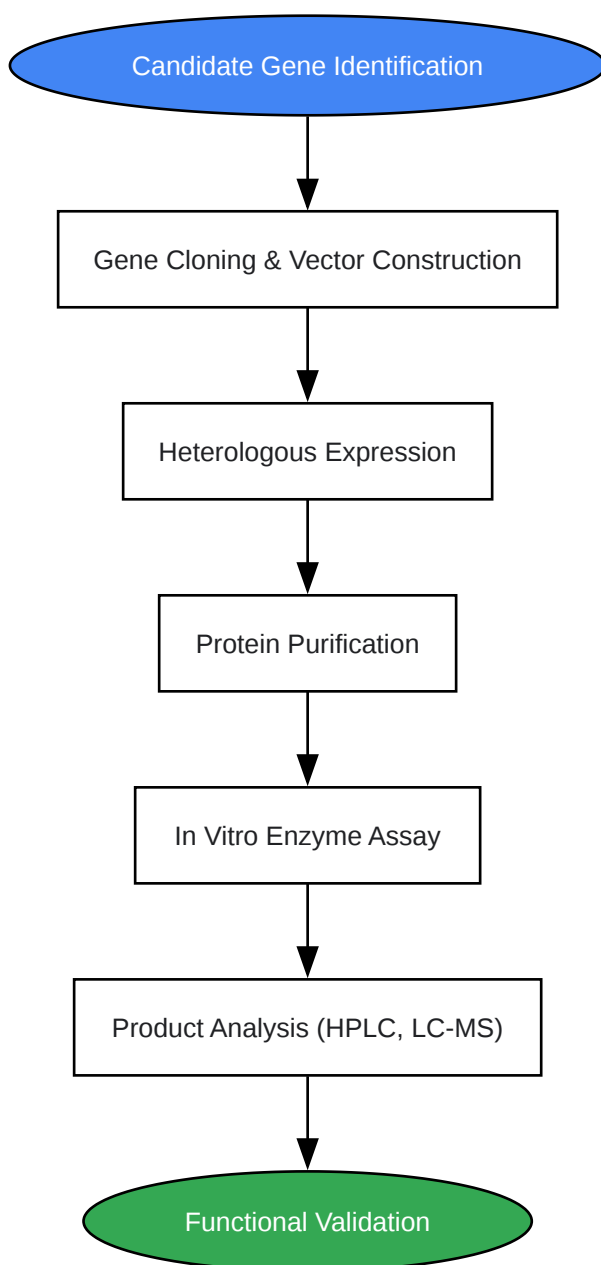 Candidate Gene Identification
Gene Cloning & Vector Construction
Heterologous Expression
Protein Purification
In Vitro Enzyme Assay
Product Analysis (HPLC, LC-MS)
Functional Validation